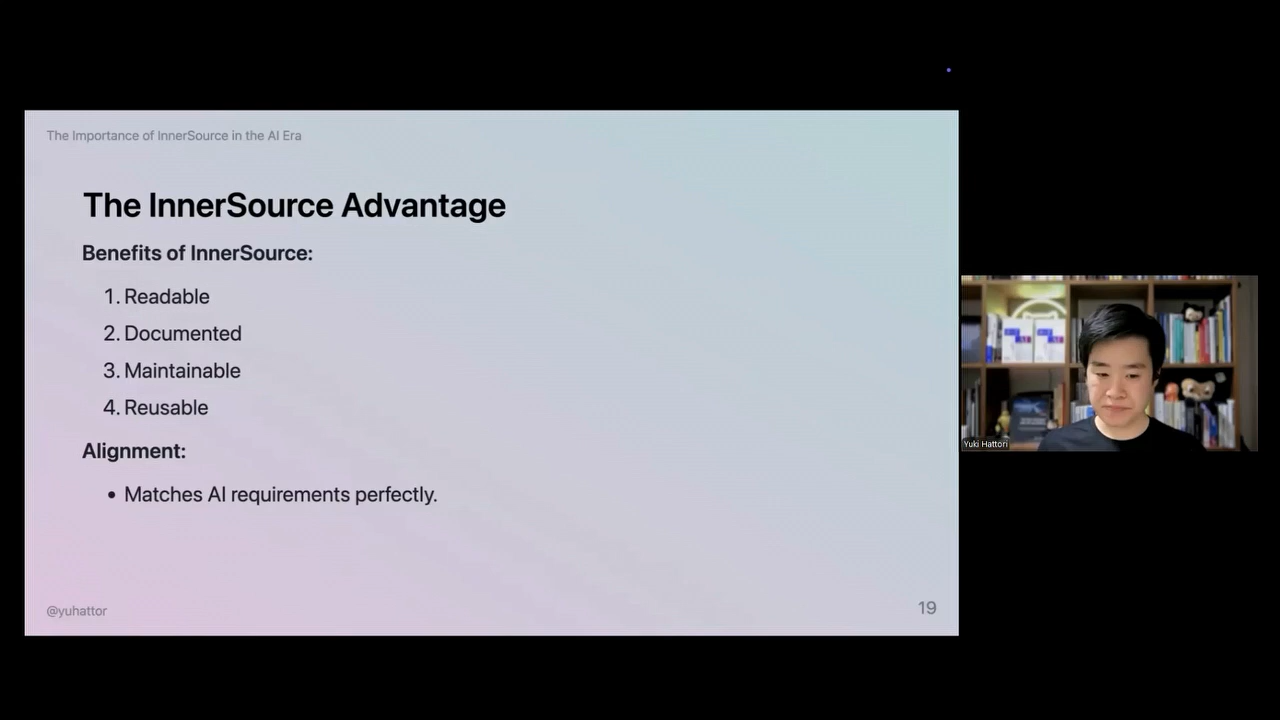 The Importance of InnerSource in the AI Era
The InnerSource Advantage
Benefits of InnerSource:
1. Readable
2. Documented
3. Maintainable
4. Reusable
Alignment:
• Matches AI requirements perfectly.
@yuhattor
19
Yuki Hattori